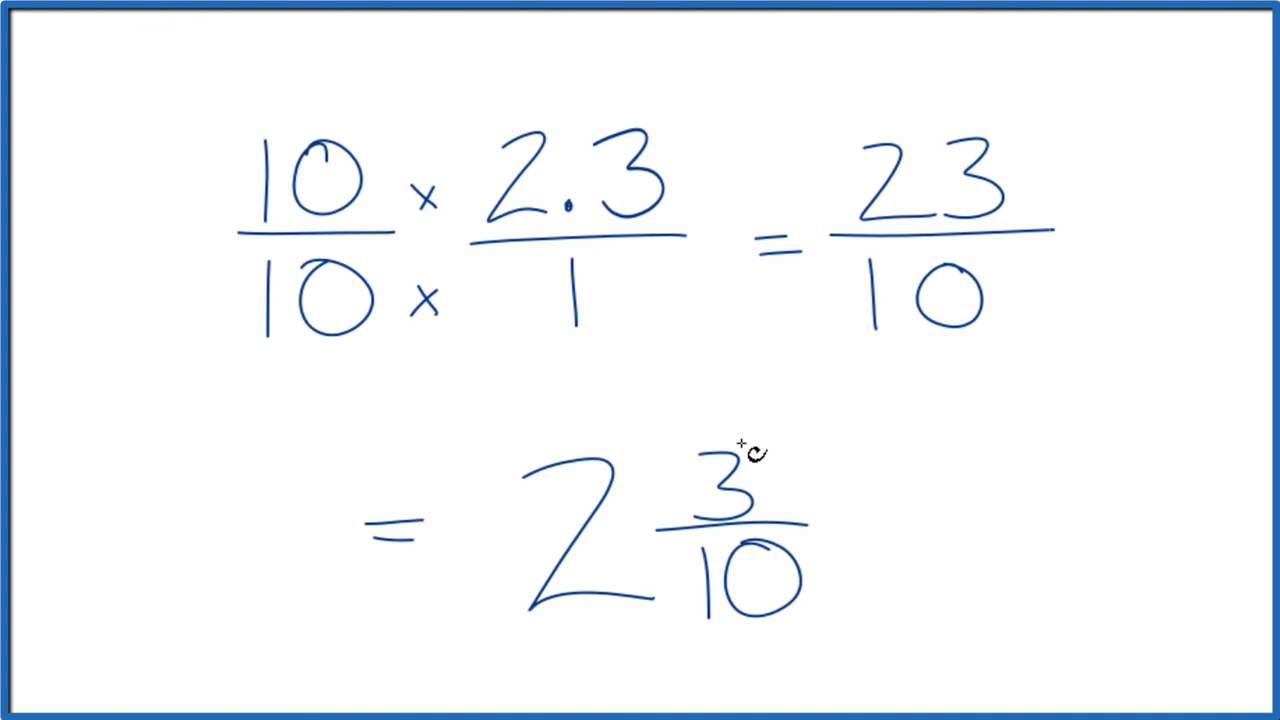 10/10 × 2.3/1 = 23/10
= 2 3/10